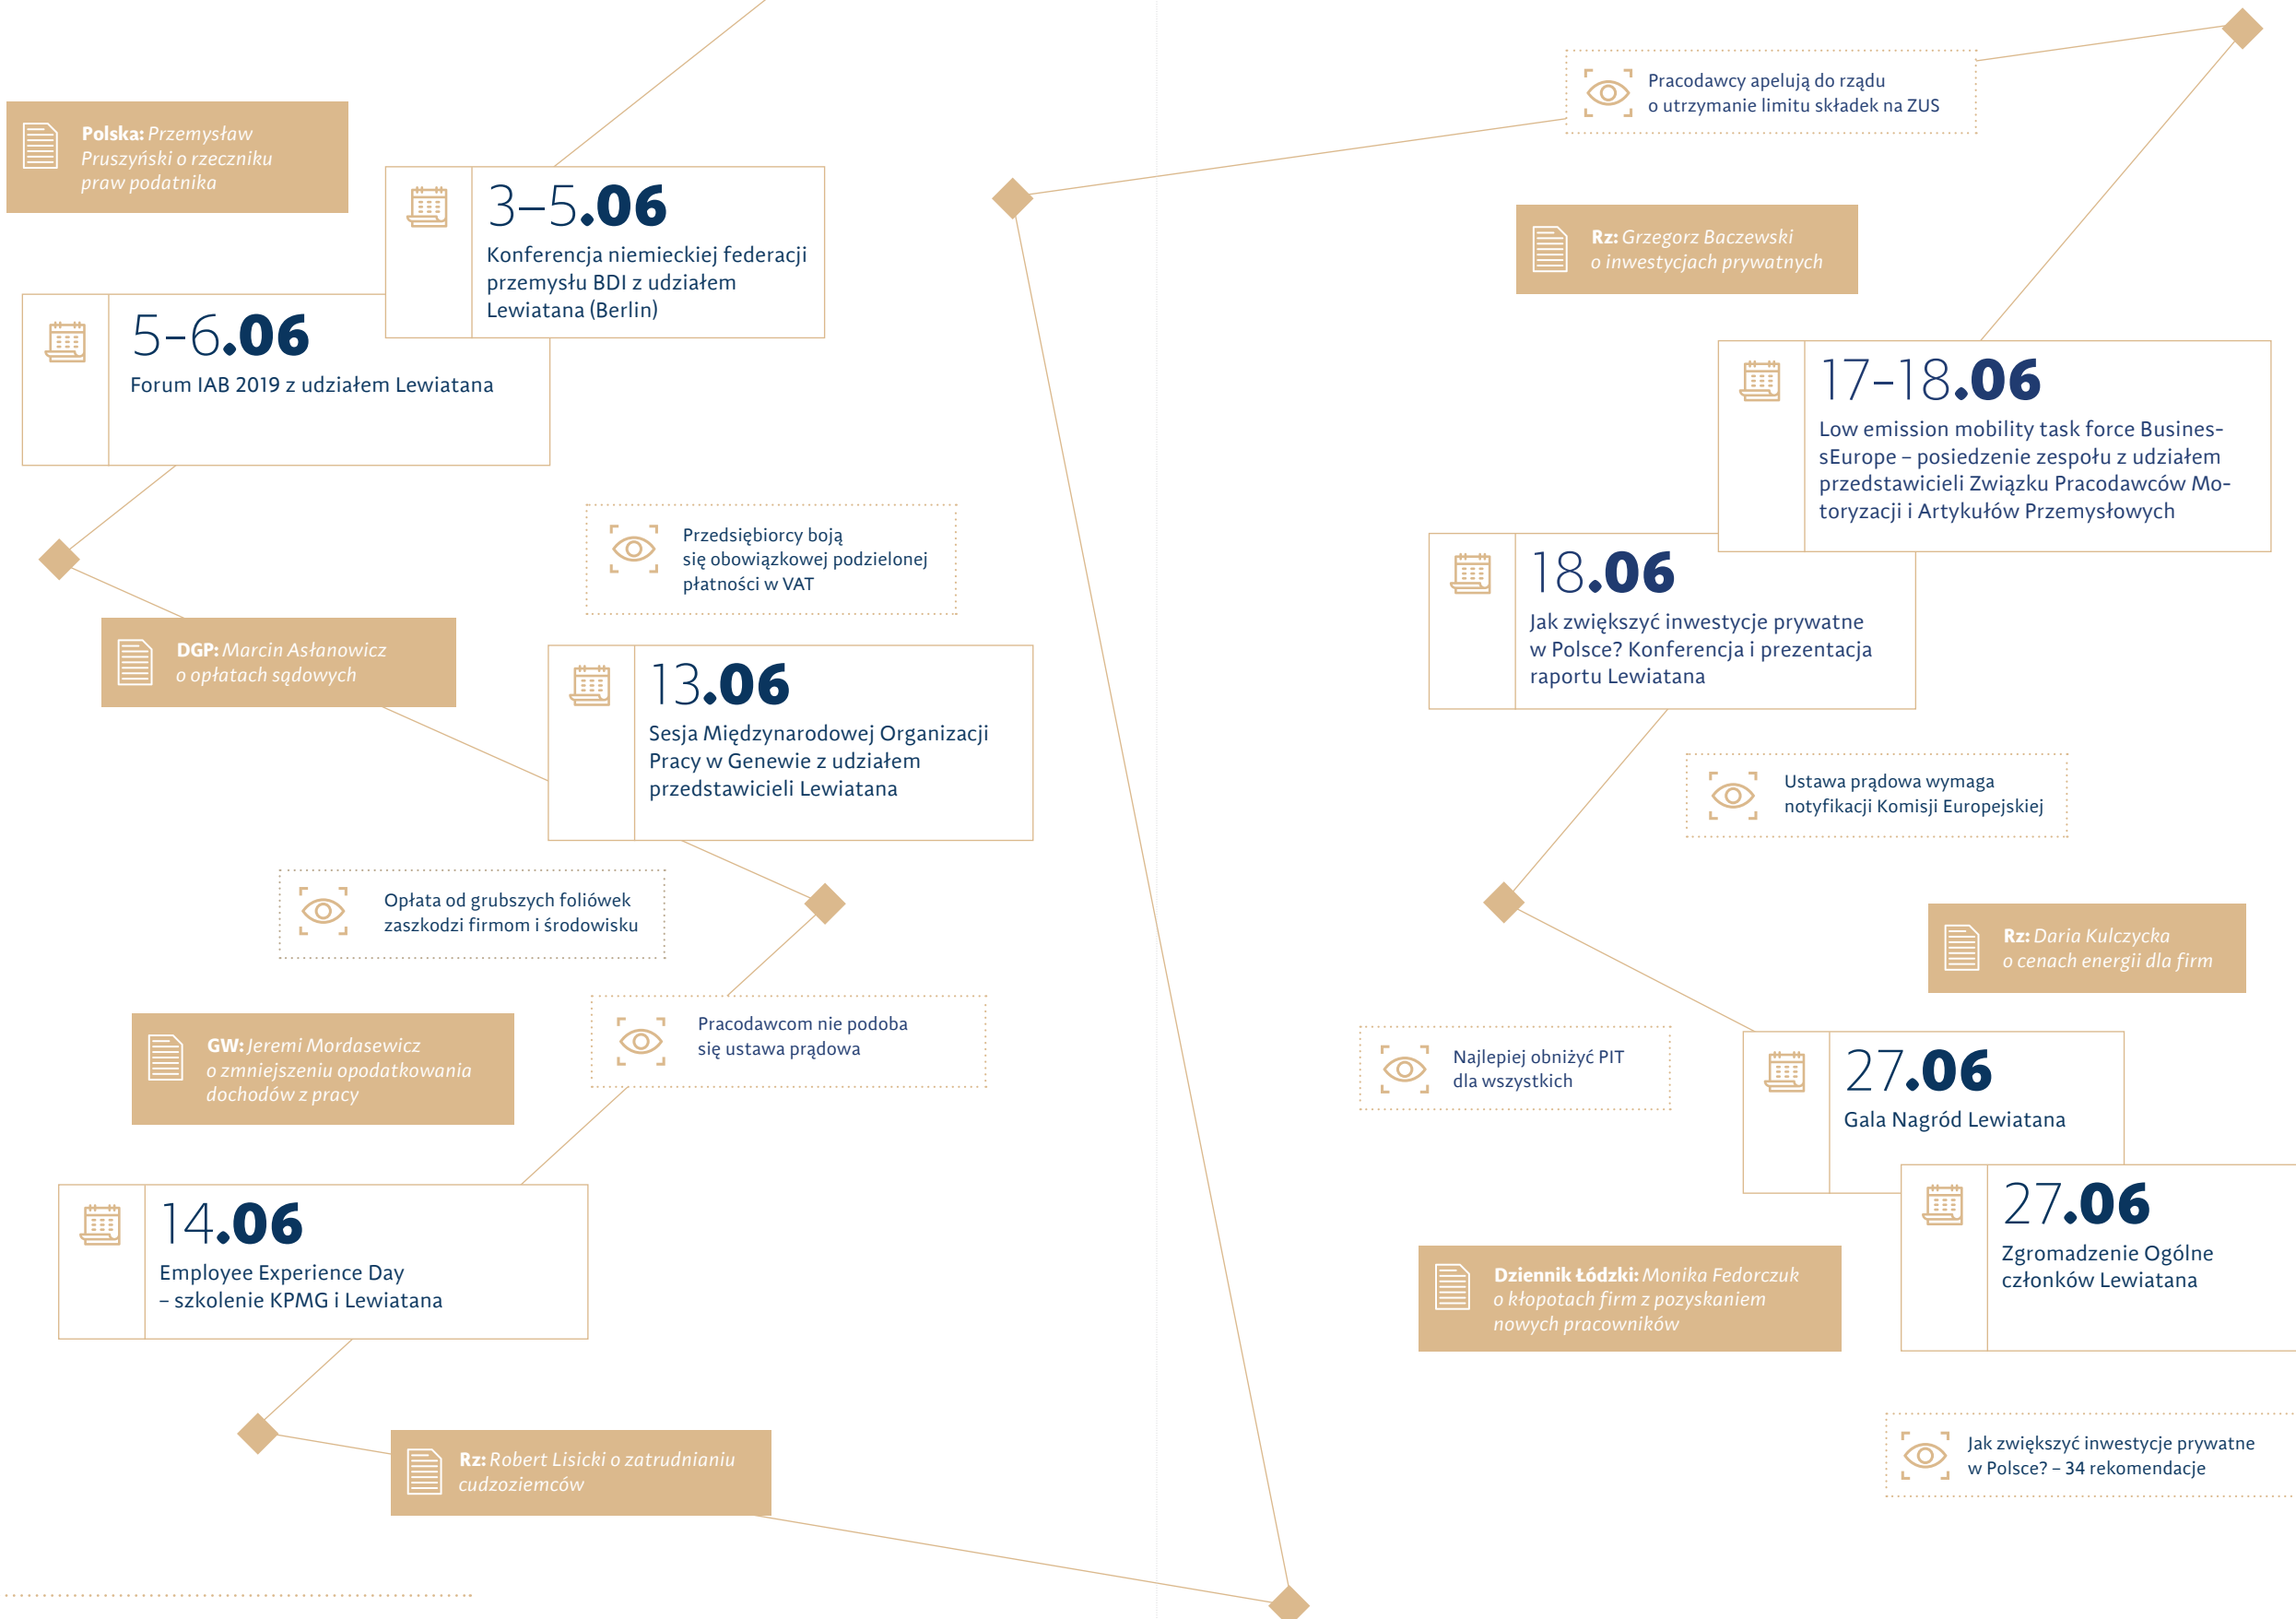 Polska: Przemysław
Pruszyński o rzeczniku
praw podatnika
3–5.06
Konferencja niemieckiej federacji
przemysłu BDI z udziałem
Lewiatana (Berlin)
5-6.06
Forum IAB 2019 z udziałem Lewiatana
Przedsiębiorcy boją
się obowiązkowej podzielonej
płatności w VAT
DGP: Marcin Asłanowicz
o opłatach sądowych
13.06
Sesja Międzynarodowej Organizacji
Pracy w Genewie z udziałem
przedstawicieli Lewiatana
Opłata od grubszych foliówek
zaszkodzi firmom i środowisku
Pracodawcom nie podoba
się ustawa prądowa
GW: Jeremi Mordasewicz
o zmniejszeniu opodatkowania
dochodów z pracy
14.06
Employee Experience Day
– szkolenie KPMG i Lewiatana
Rz: Robert Lisicki o zatrudnianiu
cudzoziemców
Pracodawcy apelują do rządu
o utrzymanie limitu składek na ZUS
Rz: Grzegorz Baczewski
o inwestycjach prywatnych
17-18.06
Low emission mobility task force Busines-
sEurope – posiedzenie zespołu z udziałem
przedstawicieli Związku Pracodawców Mo-
toryzacji i Artykułów Przemysłowych
18.06
Jak zwiększyć inwestycje prywatne
w Polsce? Konferencja i prezentacja
raportu Lewiatana
Ustawa prądowa wymaga
notyfikacji Komisji Europejskiej
Rz: Daria Kulczycka
o cenach energii dla firm
Najlepiej obniżyć PIT
dla wszystkich
27.06
Gala Nagród Lewiatana
27.06
Zgromadzenie Ogólne
członków Lewiatana
Dziennik Łódzki: Monika Fedorczuk
o kłopotach firm z pozyskaniem
nowych pracowników
Jak zwiększyć inwestycje prywatne
w Polsce? – 34 rekomendacje